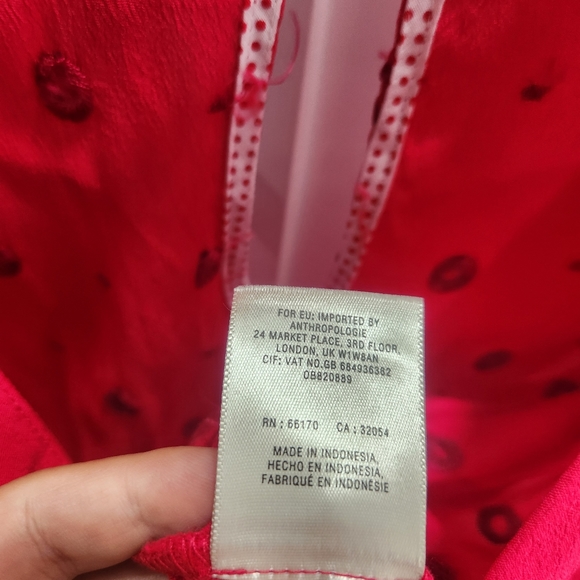 FOR EU: IMPORTED BY
ANTHROPOLOGIE
24 MARKET PLACE, 3RD FLOOR,
LONDON, UK W1W8AN
CIF: VAT NO.GB 684936382
OB820889
RN : 66170 CA : 32054
MADE IN INDONESIA,
HECHO EN INDONESIA,
FABRIQUÉ EN INDONÉSIE